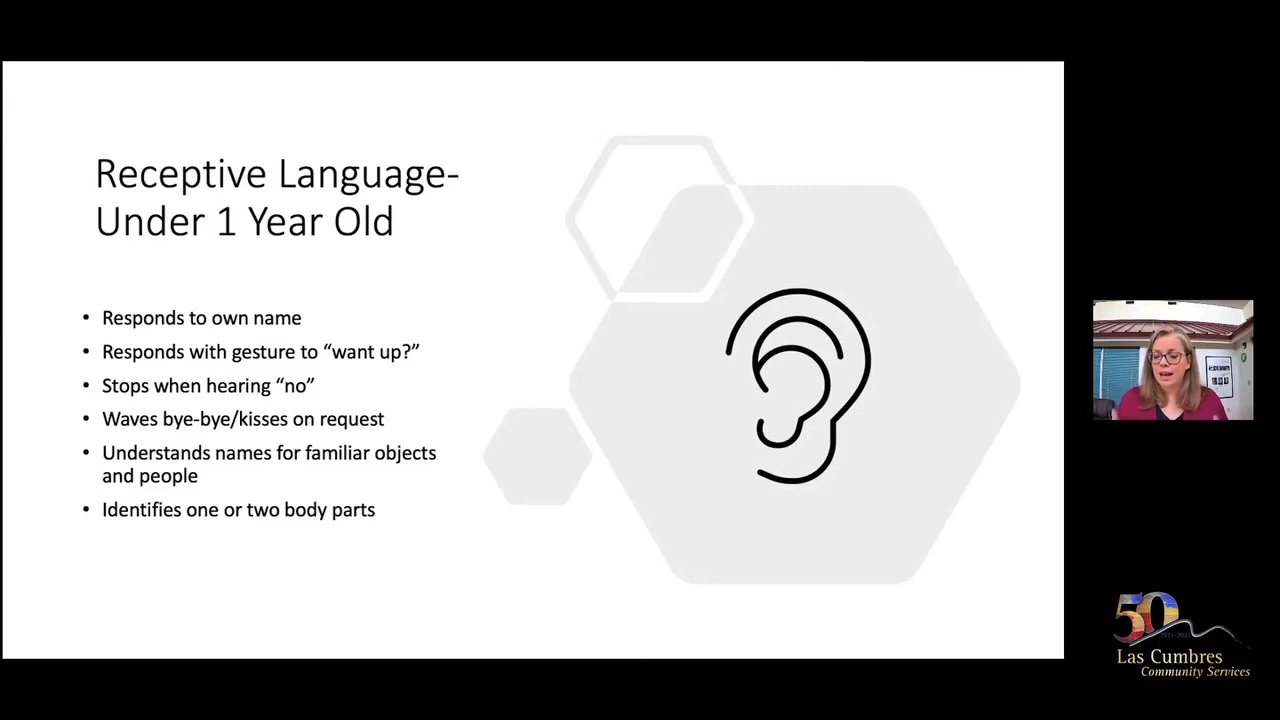 Receptive Language-
Under 1 Year Old
• Responds to own name
• Responds with gesture to “want up?”
• Stops when hearing “no”
• Waves bye-bye/kisses on request
• Understands names for familiar objects
and people
• Identifies one or two body parts
50
1971-2021
Las Cumbres
Community Services